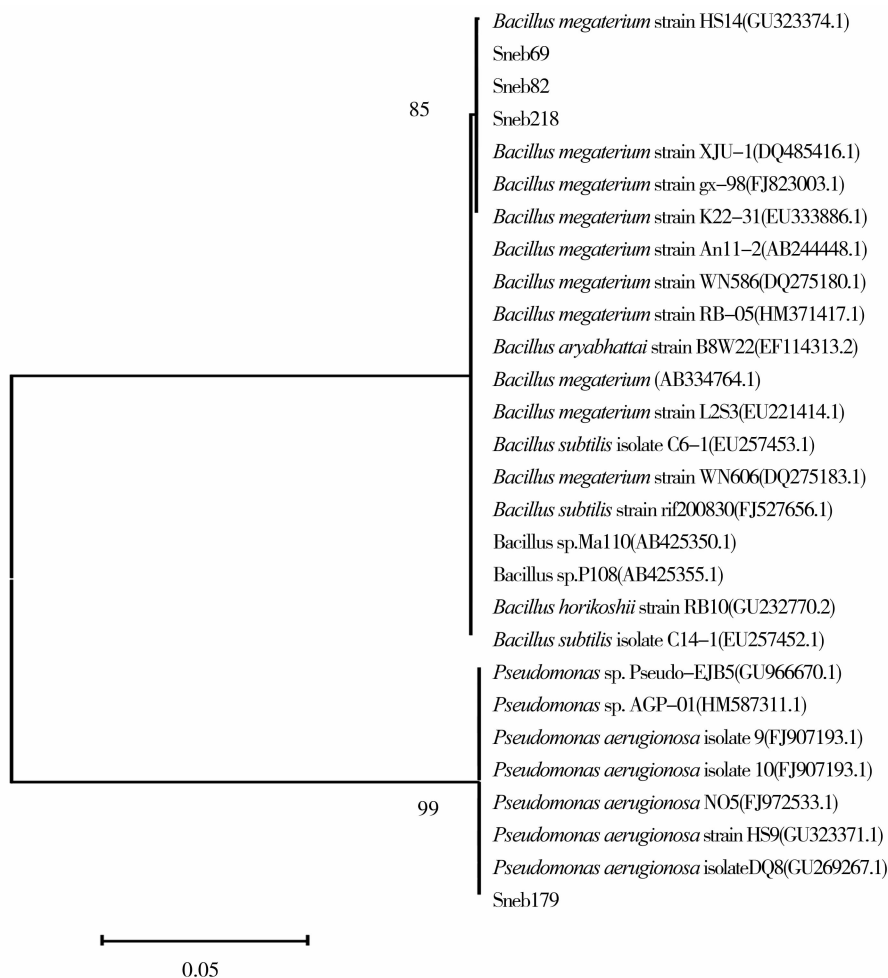 Bacillus megaterium strain HS14(GU323374.1)
Sneb69
Sneb82
85
Sneb218
Bacillus megaterium strain XJU-1(DQ485416.1)
Bacillus megaterium strain gx-98(FJ823003.1)
Bacillus megaterium strain K22-31(EU333886.1)
Bacillus megaterium strain An11-2(AB244448.1)
Bacillus megaterium strain WN586(DQ275180.1)
Bacillus megaterium strain RB-05(HM371417.1)
Bacillus aryabhattai strain B8W22(EF114313.2)
Bacillus megaterium (AB334764.1)
Bacillus megaterium strain L2S3(EU221414.1)
Bacillus subtilis isolate C6-1(EU257453.1)
Bacillus megaterium strain WN606(DQ275183.1)
Bacillus subtilis strain rif200830(FJ527656.1)
Bacillus sp.Ma110(AB425350.1)
Bacillus sp.P108(AB425355.1)
Bacillus horikoshii strain RB10(GU232770.2)
Bacillus subtilis isolate C14-1(EU257452.1)
Pseudomonas sp. Pseudo-EJB5(GU966670.1)
Pseudomonas sp. AGP-01(HM587311.1)
Pseudomonas aerugionosa isolate 9(FJ907193.1)
Pseudomonas aerugionosa isolate 10(FJ907193.1)
Pseudomonas aerugionosa NO5(FJ972533.1)
99
Pseudomonas aerugionosa strain HS9(GU323371.1)
Pseudomonas aerugionosa isolateDQ8(GU269267.1)
Sneb179
0.05